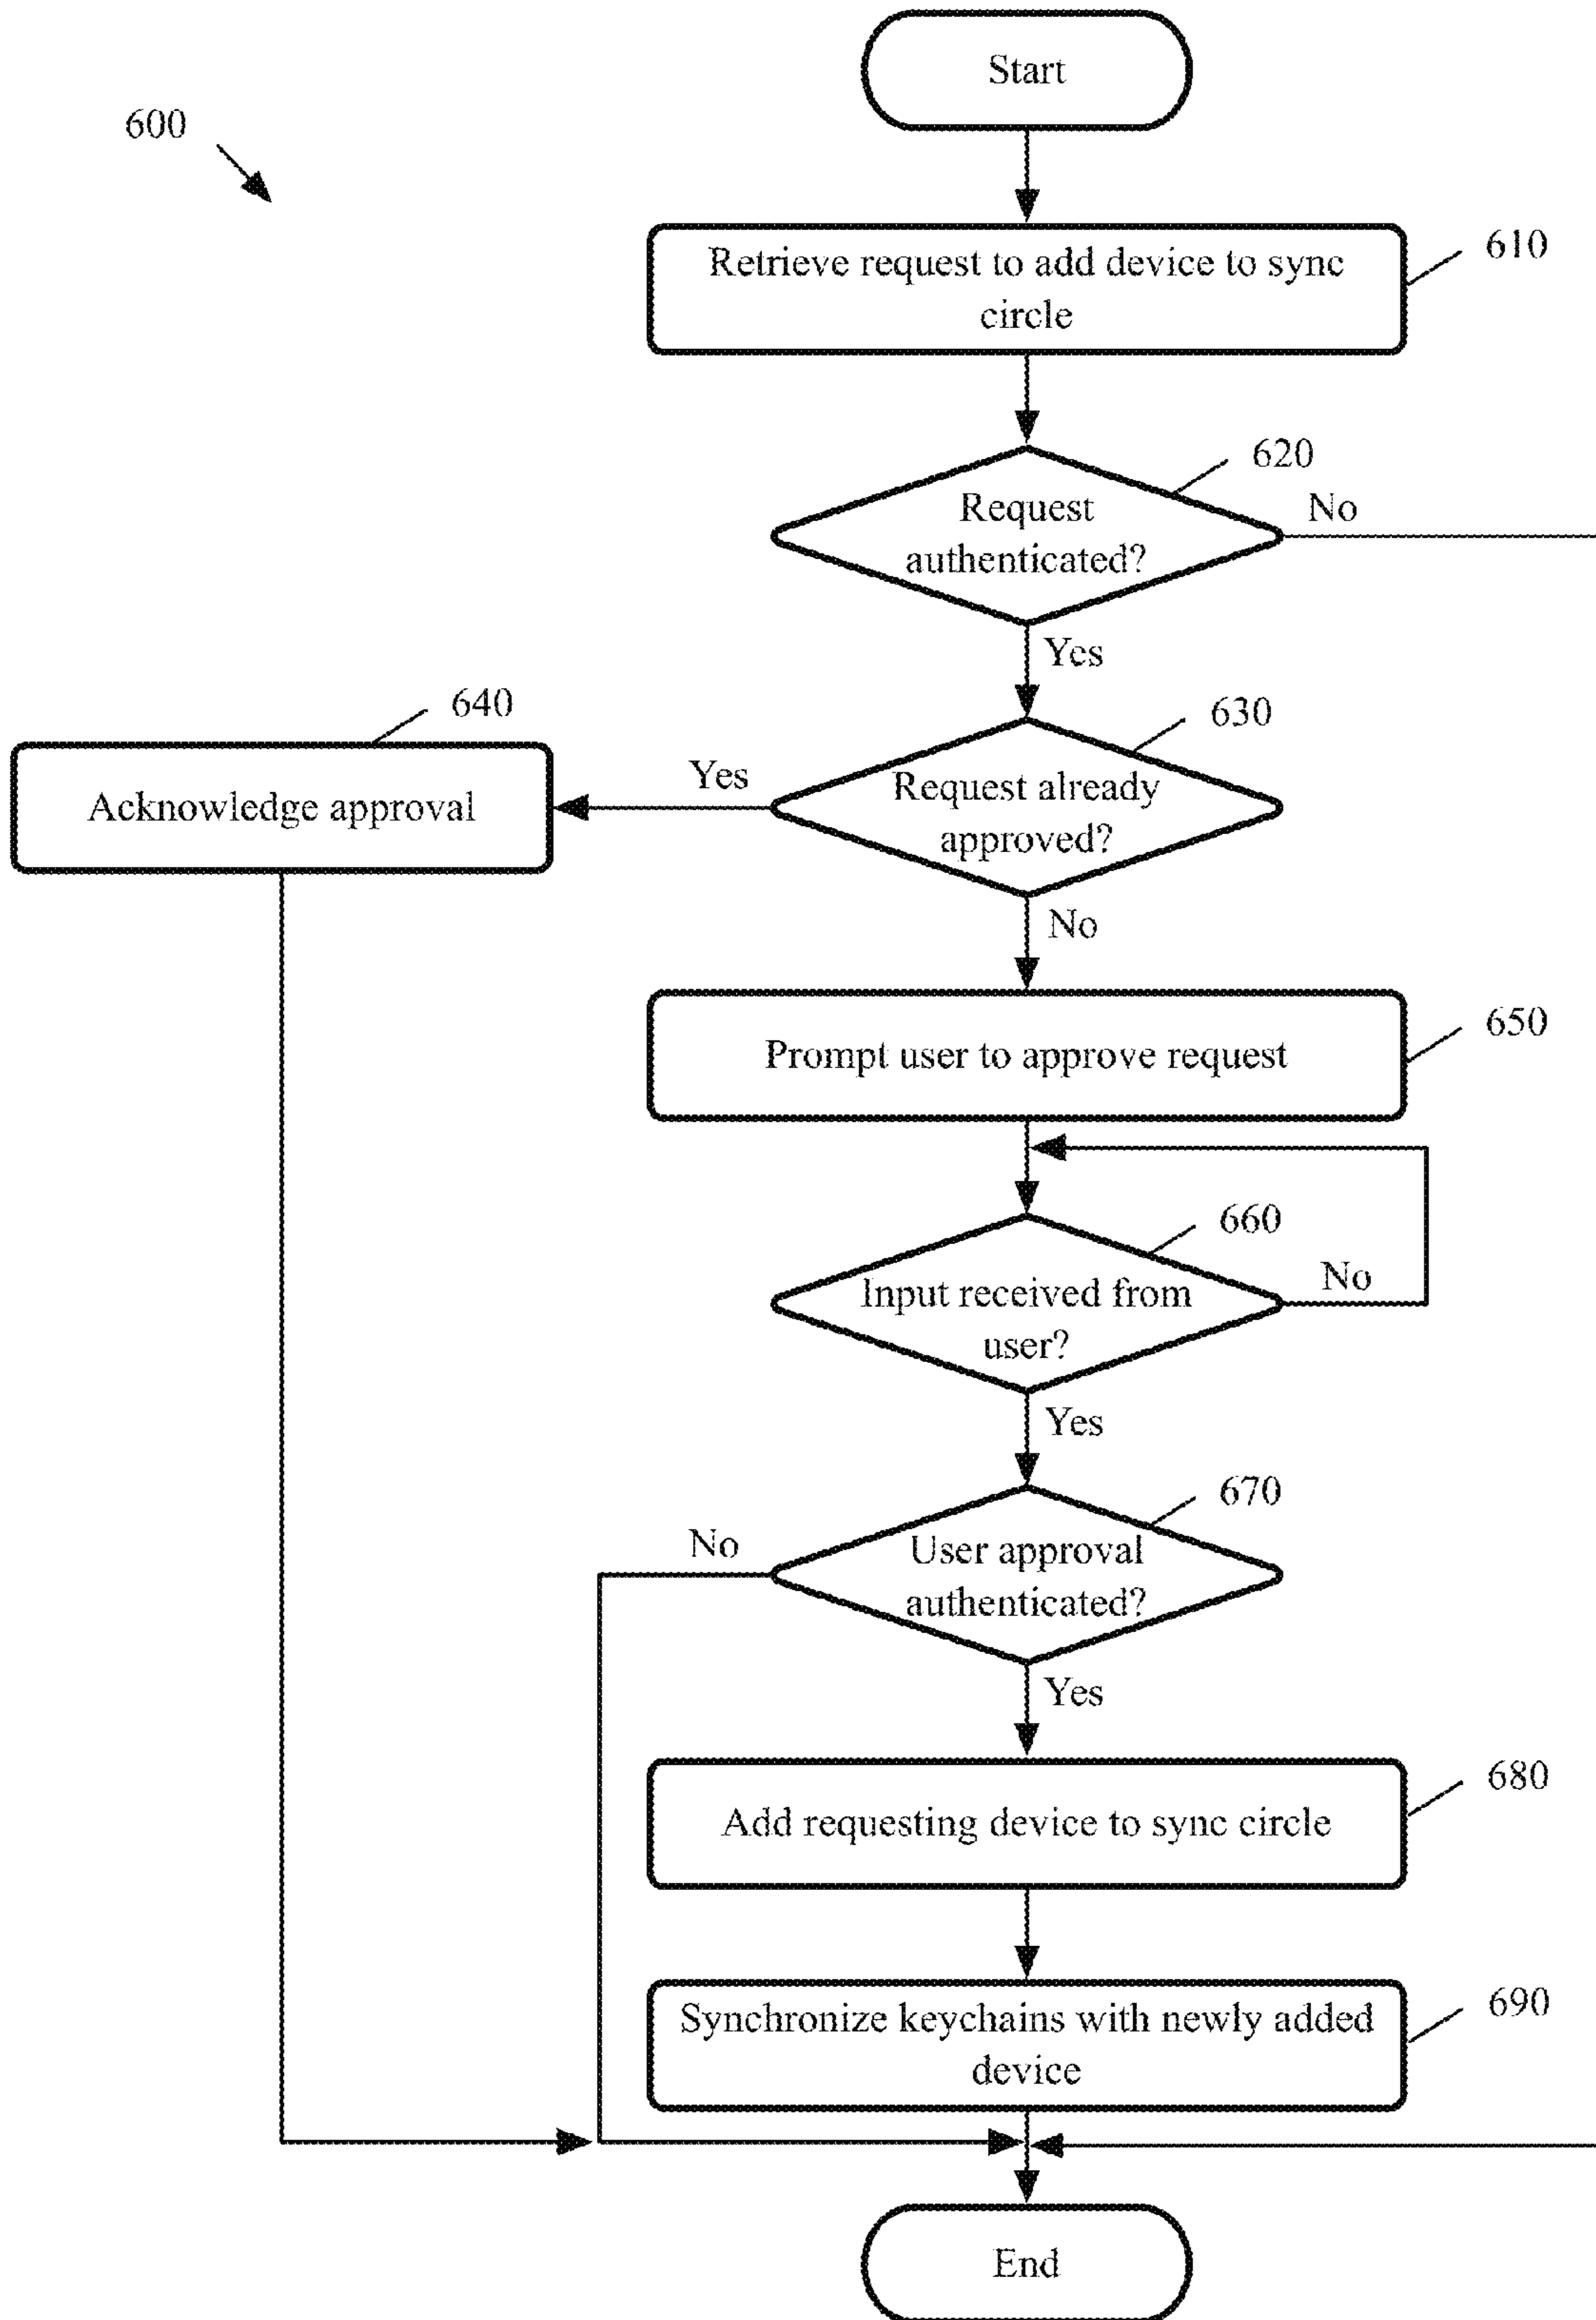 Start
600
Retrieve request to add device to sync
circle
610
620
Request
authenticated?
No
Yes
640
630
Acknowledge approval
Yes
Request already
approved?
No
Prompt user to approve request
650
660
Input received from
user?
No
Yes
670
No
User approval
authenticated?
Yes
Add requesting device to sync circle
680
Synchronize keychains with newly added
device
690
End